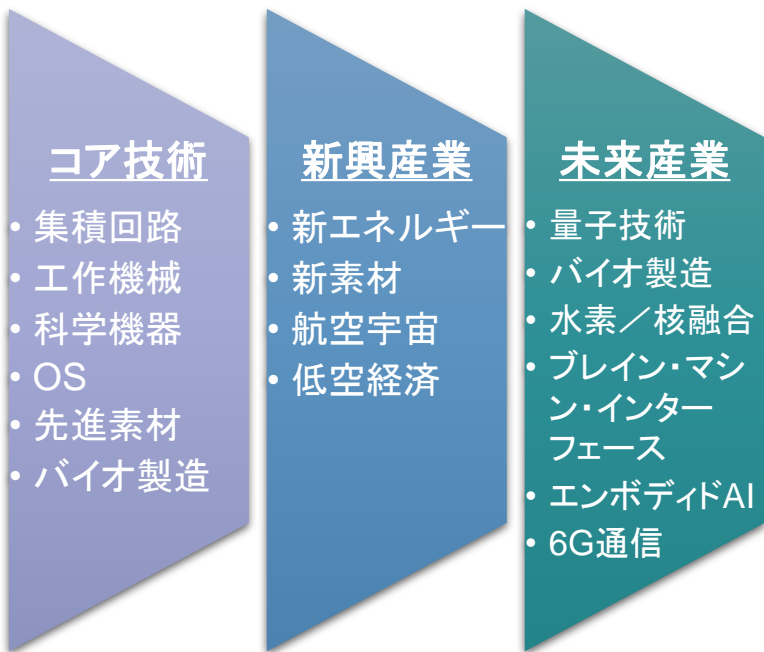 コア技術
• 集積回路
• 工作機械
• 科学機器
• OS
• 先進素材
• バイオ製造
新興産業
• 新エネルギー
• 新素材
• 航空宇宙
• 低空経済
未来産業
• 量子技術
• バイオ製造
• 水素／核融合
• ブレイン・マシ
ン・インター
フェース
• エンボディドAI
• 6G通信